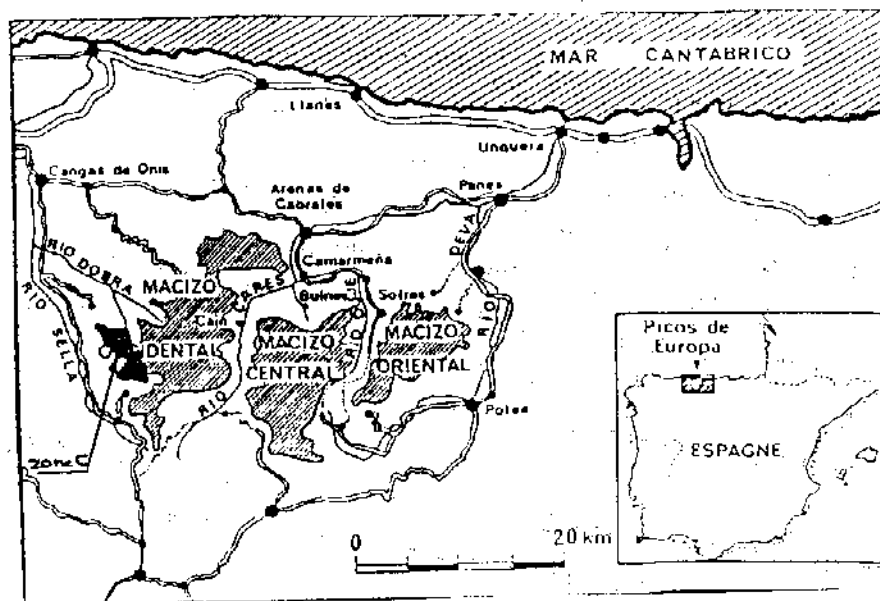 MAR CANTABRICO
Llanes
Unquera
Cangas de Onis
Arenas de
Cabrales
Panes
DEVA
RIO DOBRA
Camarmeña
MACIZO
CARES
Bulnes
Sotres
RIO SELLA
Cain
MACIZO
CENTRAL
MACIZO
ORIENTAL
RIO
DENTAL
RIO
Potes
zone C
0
20 km
Picos de
Europa
ESPAGNE